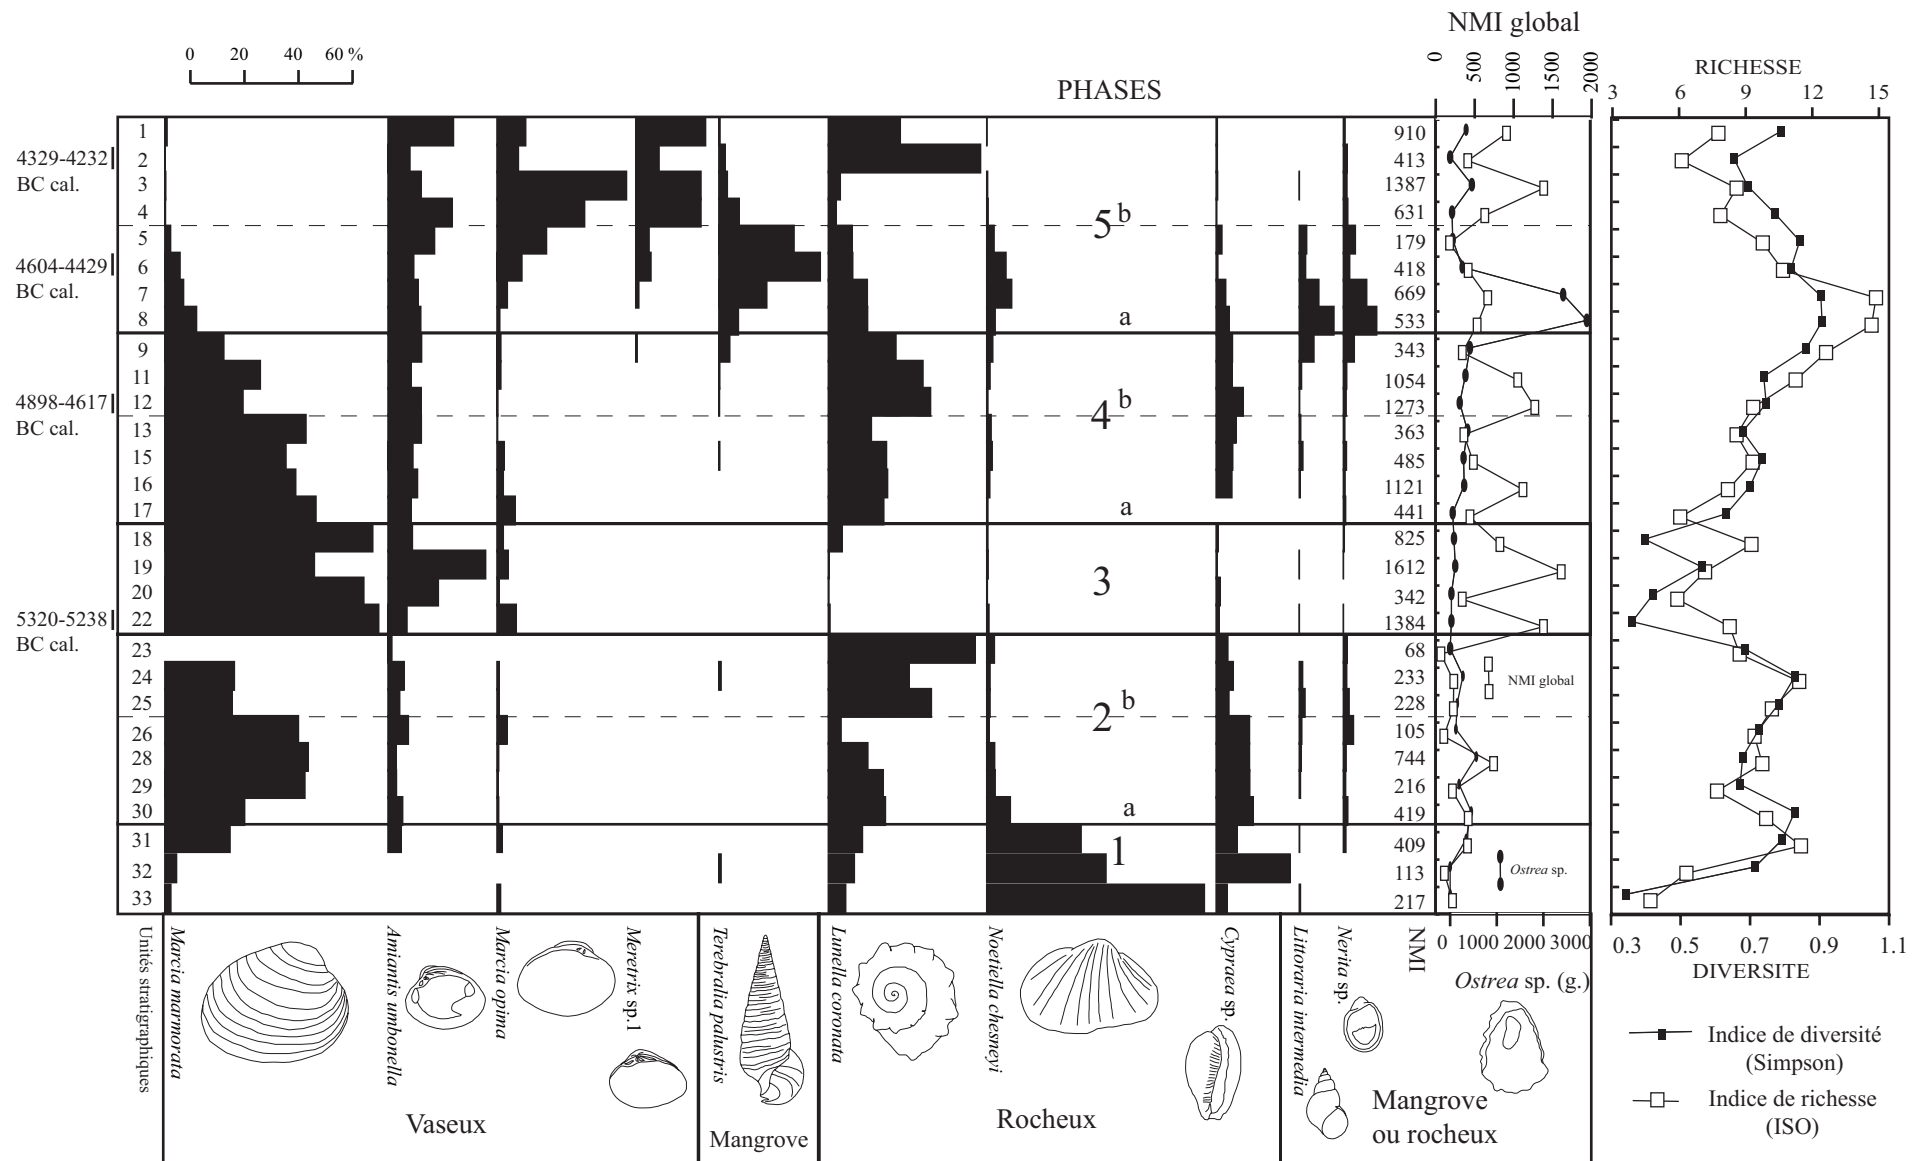 NMI global
0 500 1000 1500 2000
0 20 40 60 %
PHASES
RICHESSE
3 6 9 12 15
4329-4232
BC cal.
4604-4429
BC cal.
4898-4617
BC cal.
5320-5238
BC cal.
1 910
2 413
3 1387
4 631
5 b
5 179
6 418
7 669
8 a 533
9 343
11 1054
12 1273
4 b
13 363
15 485
16 1121
17 a 441
18 825
19 1612
3
20 342
22 1384
23 68
24 233
NMI global
25 228
2 b
26 105
28 744
29 216
30 a 419
31 409
1
32 113
Ostrea sp.
33 217
Unités stratigraphiques
Marcia marmorata
Amiantis umbonella
Marcia opima
Meretrix sp.1
Terebralia palustris
Lunella coronata
Noetiella chesneyi
Cypraea sp.
Littoraria intermedia
Nerita sp.
NMI
0 1000 2000 3000
Ostrea sp. (g.)
0.3 0.5 0.7 0.9 1.1
DIVERSITE
Indice de diversité
(Simpson)
Indice de richesse
(ISO)
Vaseux
Mangrove
Rocheux
Mangrove
ou rocheux